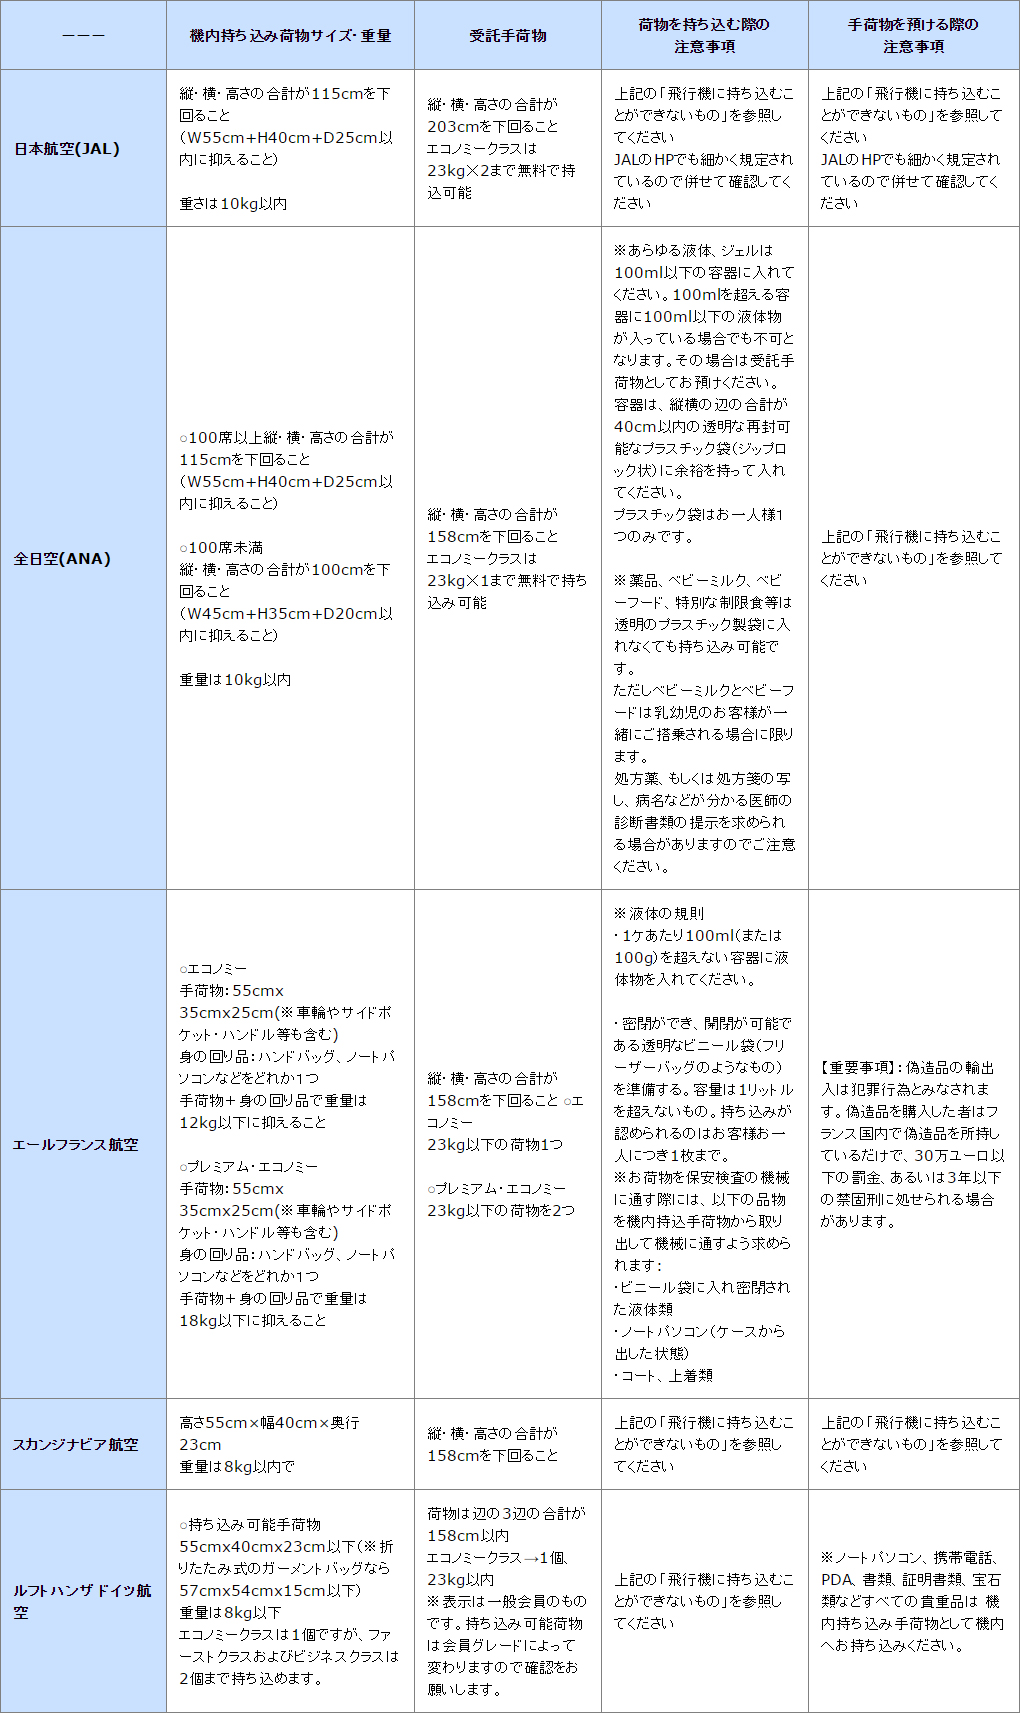 ーーー
機内持ち込み荷物サイズ・重量
受託手荷物
荷物を持ち込む際の
注意事項
手荷物を預ける際の
注意事項
日本航空(JAL)
縦・横・高さの合計が115cmを下
回ること
（W55cm+H40cm+D25cm以
内に抑えること）
重さは10kg以内
縦・横・高さの合計が
203cmを下回ること
エコノミークラスは
23kg×2まで無料で持
込可能
上記の「飛行機に持ち込むこ
とができないもの」を参照し
てください
JALのHPでも細かく規定され
ているので併せて確認してく
ださい
上記の「飛行機に持ち込むこ
とができないもの」を参照し
てください
JALのHPでも細かく規定され
ているので併せて確認してく
ださい
全日空(ANA)
○100席以上縦・横・高さの合計が
115cmを下回ること
（W55cm+H40cm+D25cm以
内に抑えること）
○100席未満
縦・横・高さの合計が100cmを下
回ること
（W45cm+H35cm+D20cm以
内に抑えること）
重量は10kg以内
縦・横・高さの合計が
158cmを下回ること
エコノミークラスは
23kg×1まで無料で持ち
込み可能
※あらゆる液体、ジェルは
100ml以下の容器に入れて
ください。100mlを超える容
器に100ml以下の液体物
が入っている場合でも不可と
なります。その場合は受託手
荷物としてお預けください。
容器は、縦横の辺の合計が
40cm以内の透明な再封可
能なプラスチック袋（ジップロ
ック状）に余裕を持って入れ
てください。
プラスチック袋はお一人様1
つのみです。
※薬品、ベビーミルク、ベビ
ーフード、特別な制限食等は
透明のプラスチック製袋に入
れなくても持ち込み可能で
す。
ただしベビーミルクとベビーフ
ードは乳幼児のお客様が一
緒にご搭乗される場合に限り
ます。
処方薬、もしくは処方箋の写
し、病名などが分かる医師の
診断書類の提示を求められ
る場合がありますのでご注意
ください。
上記の「飛行機に持ち込むこ
とができないもの」を参照して
ください
エールフランス航空
○エコノミー
手荷物：55cmx
35cmx25cm(※車輪やサイドポ
ケット・ハンドル等も含む)
身の回り品：ハンドバッグ、ノートパ
ソコンなどをどれか1つ
手荷物＋身の回り品で重量は
12kg以下に抑えること
○プレミアム・エコノミー
手荷物：55cmx
35cmx25cm(※車輪やサイドポ
ケット・ハンドル等も含む)
身の回り品：ハンドバッグ、ノートパ
ソコンなどをどれか1つ
手荷物＋身の回り品で重量は
18kg以下に抑えること
縦・横・高さの合計が
158cmを下回ること ○エ
コノミー
23kg以下の荷物1つ
○プレミアム・エコノミー
23kg以下の荷物を2つ
※液体の規則
・1ケあたり100ml（または
100g）を超えない容器に液
体物を入れてください。
・密閉ができ、開閉が可能で
ある透明なビニール袋（フリ
ーザーバッグのようなもの）
を準備する。容量は1リットル
を超えないもの。持ち込みが
認められるのはお客様お一
人につき1枚まで。
※お荷物を保安検査の機械
に通す際には、以下の品物
を機内持込手荷物から取り
出して機械に通すよう求めら
れます：
・ビニール袋に入れ密閉され
た液体類
・ノートパソコン（ケースから
出した状態）
・コート、上着類
【重要事項】：偽造品の輸出
入は犯罪行為とみなされま
す。偽造品を購入した者はフ
ランス国内で偽造品を所持し
ているだけで、30万ユーロ以
下の罰金、あるいは3年以下
の禁固刑に処せられる場合
があります。
スカンジナビア航空
高さ55cm×幅40cm×奥行
23cm
重量は8kg以内で
縦・横・高さの合計が
158cmを下回ること
上記の「飛行機に持ち込むこ
とができないもの」を参照し
てください
上記の「飛行機に持ち込むこ
とができないもの」を参照し
てください
ルフトハンザ ドイツ航
空
○持ち込み可能手荷物
55cmx40cmx23cm以下（※折
りたたみ式のガーメントバッグなら
57cmx54cmx15cm以下）
重量は8kg以下
エコノミークラスは1個ですが、ファ
ーストクラスおよびビジネスクラスは
2個まで持ち込めます。
荷物は辺の3辺の合計が
158cm以内
エコノミークラス→1個、
23kg以内
※表示は一般会員のもの
です。持ち込み可能荷物
は会員グレードによって
変わりますので確認をお
願いします。
上記の「飛行機に持ち込むこ
とができないもの」を参照し
てください
※ノートパソコン、携帯電話、
PDA、書類、証明書類、宝石
類などすべての貴重品は 機
内持ち込み手荷物として機内
へお持ち込みください。